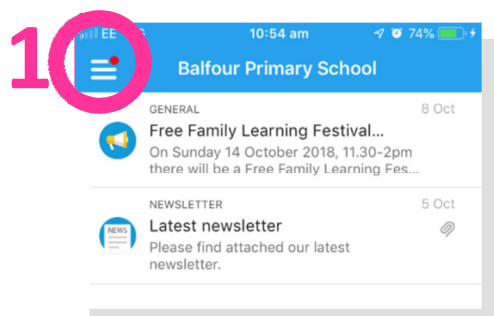 1
EE
10:54 am
74%
Balfour Primary School
GENERAL
8 Oct
Free Family Learning Festival...
On Sunday 14 October 2018, 11.30-2pm
there will be a Free Family Learning Fes...
NEWSLETTER
5 Oct
NEWS
Latest newsletter
Please find attached our latest
newsletter.